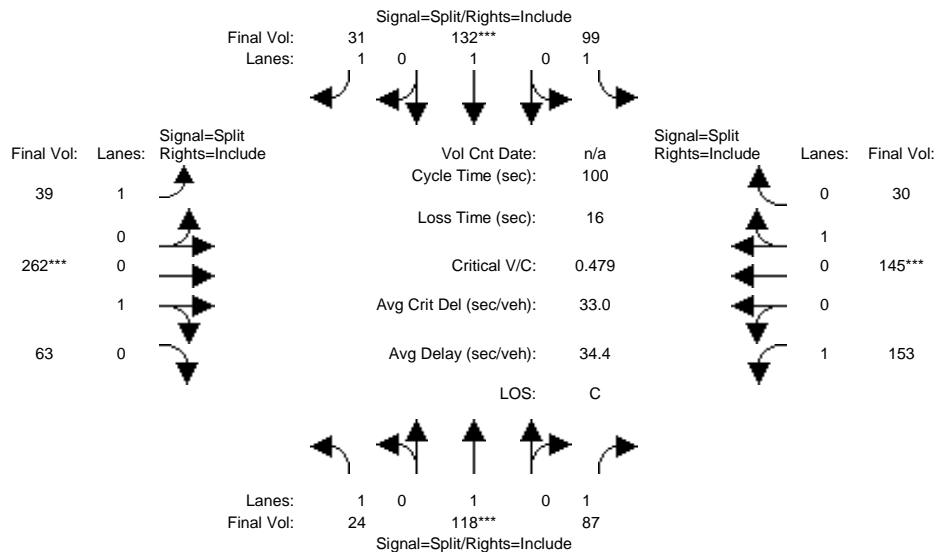 Signal=Split/Rights=Include
Final Vol: 31 132*** 99
Lanes: 1 0 1 0 1
Signal=Split
Final Vol: Lanes: Rights=Include
Vol Cnt Date: n/a
Signal=Split
Rights=Include Lanes: Final Vol:
Cycle Time (sec): 100
39 1
0 30
Loss Time (sec): 16
0
1
262*** 0
Critical V/C: 0.479
0 145***
1
Avg Crit Del (sec/veh): 33.0
0
63 0
Avg Delay (sec/veh): 34.4
1 153
LOS: C
Lanes: 1 0 1 0 1
Final Vol: 24 118*** 87
Signal=Split/Rights=Include